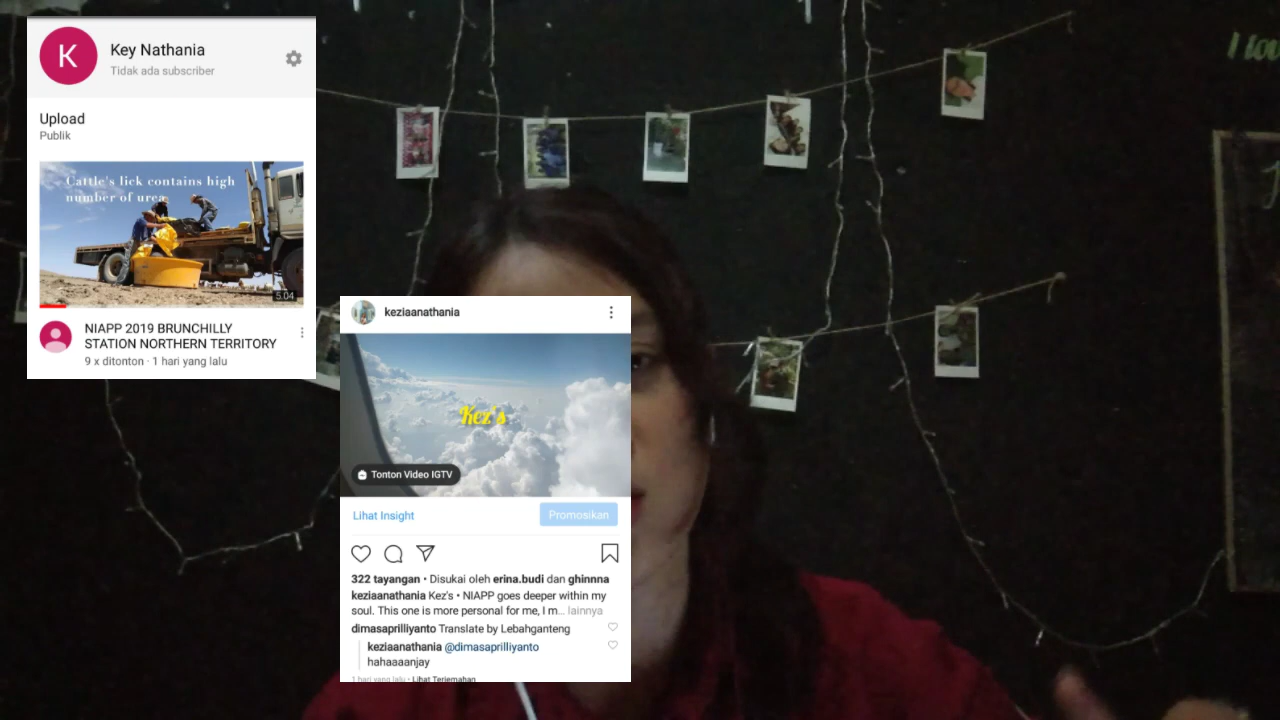 K
Key Nathania
Tidak ada subscriber
Upload
Publik
Cattle's lick contains high
number of urea
5.04
NIAPP 2019 BRUNCHILLY
STATION NORTHERN TERRITORY
9 x ditonton · 1 hari yang lalu
keziaanathania
Kez's
Tonton Video IGTV
Lihat Insight
Promosikan
322 tayangan • Disukai oleh erina.budi dan ghinnna
keziaanathania Kez's • NIAPP goes deeper within my
soul. This one is more personal for me, I m... lainnya
dimasaprilliyanto Translate by Lebahganteng
keziaanathania @dimasaprilliyanto
hahaaaanjay
1 hari yang lalu • Lihat Terjemahan
I